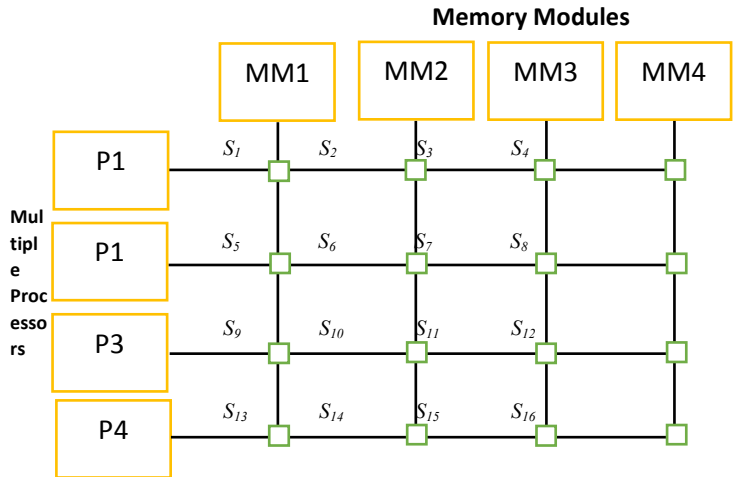 Memory Modules
MM1 MM2 MM3 MM4
P1 S1 S2 S3 S4
P1 S5 S6 S7 S8
P3 S9 S10 S11 S12
P4 S13 S14 S15 S16
Mul
tipl
e
Proc
esso
rs